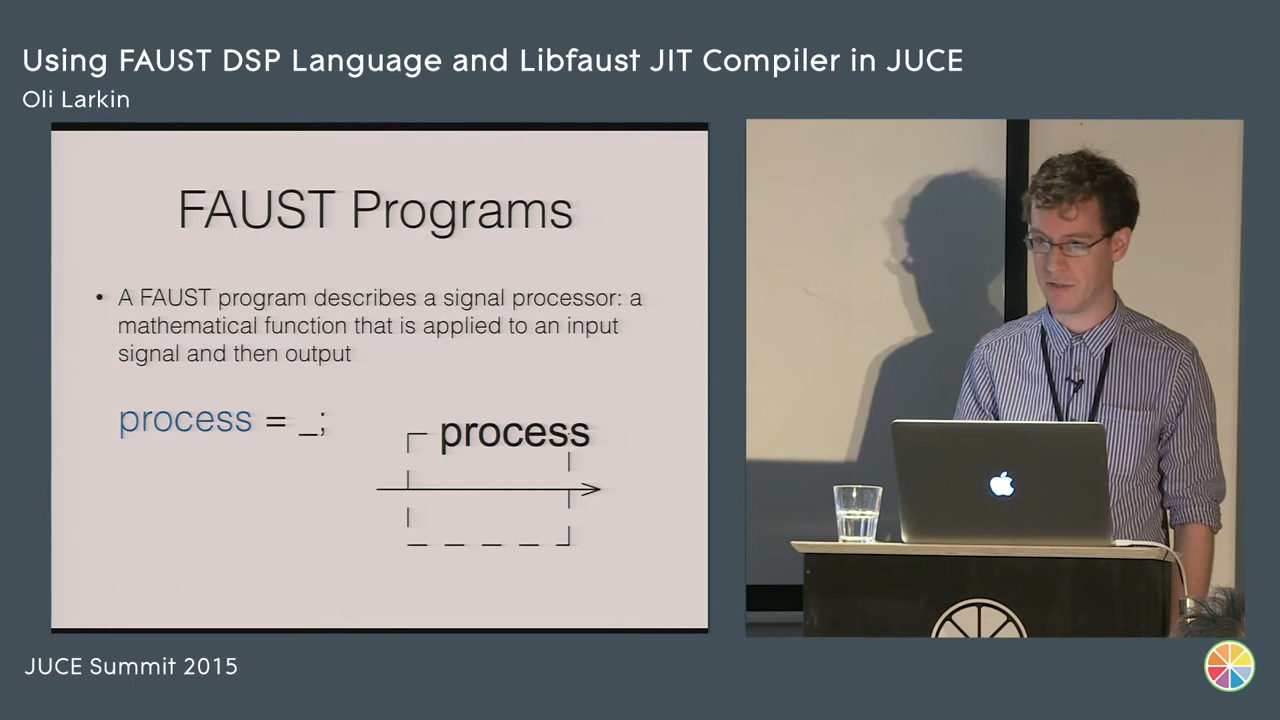 Using FAUST DSP Language and Libfaust JIT Compiler in JUCE
Oli Larkin
FAUST Programs
• A FAUST program describes a signal processor: a
mathematical function that is applied to an input
signal and then output
process = _;
process
JUCE Summit 2015